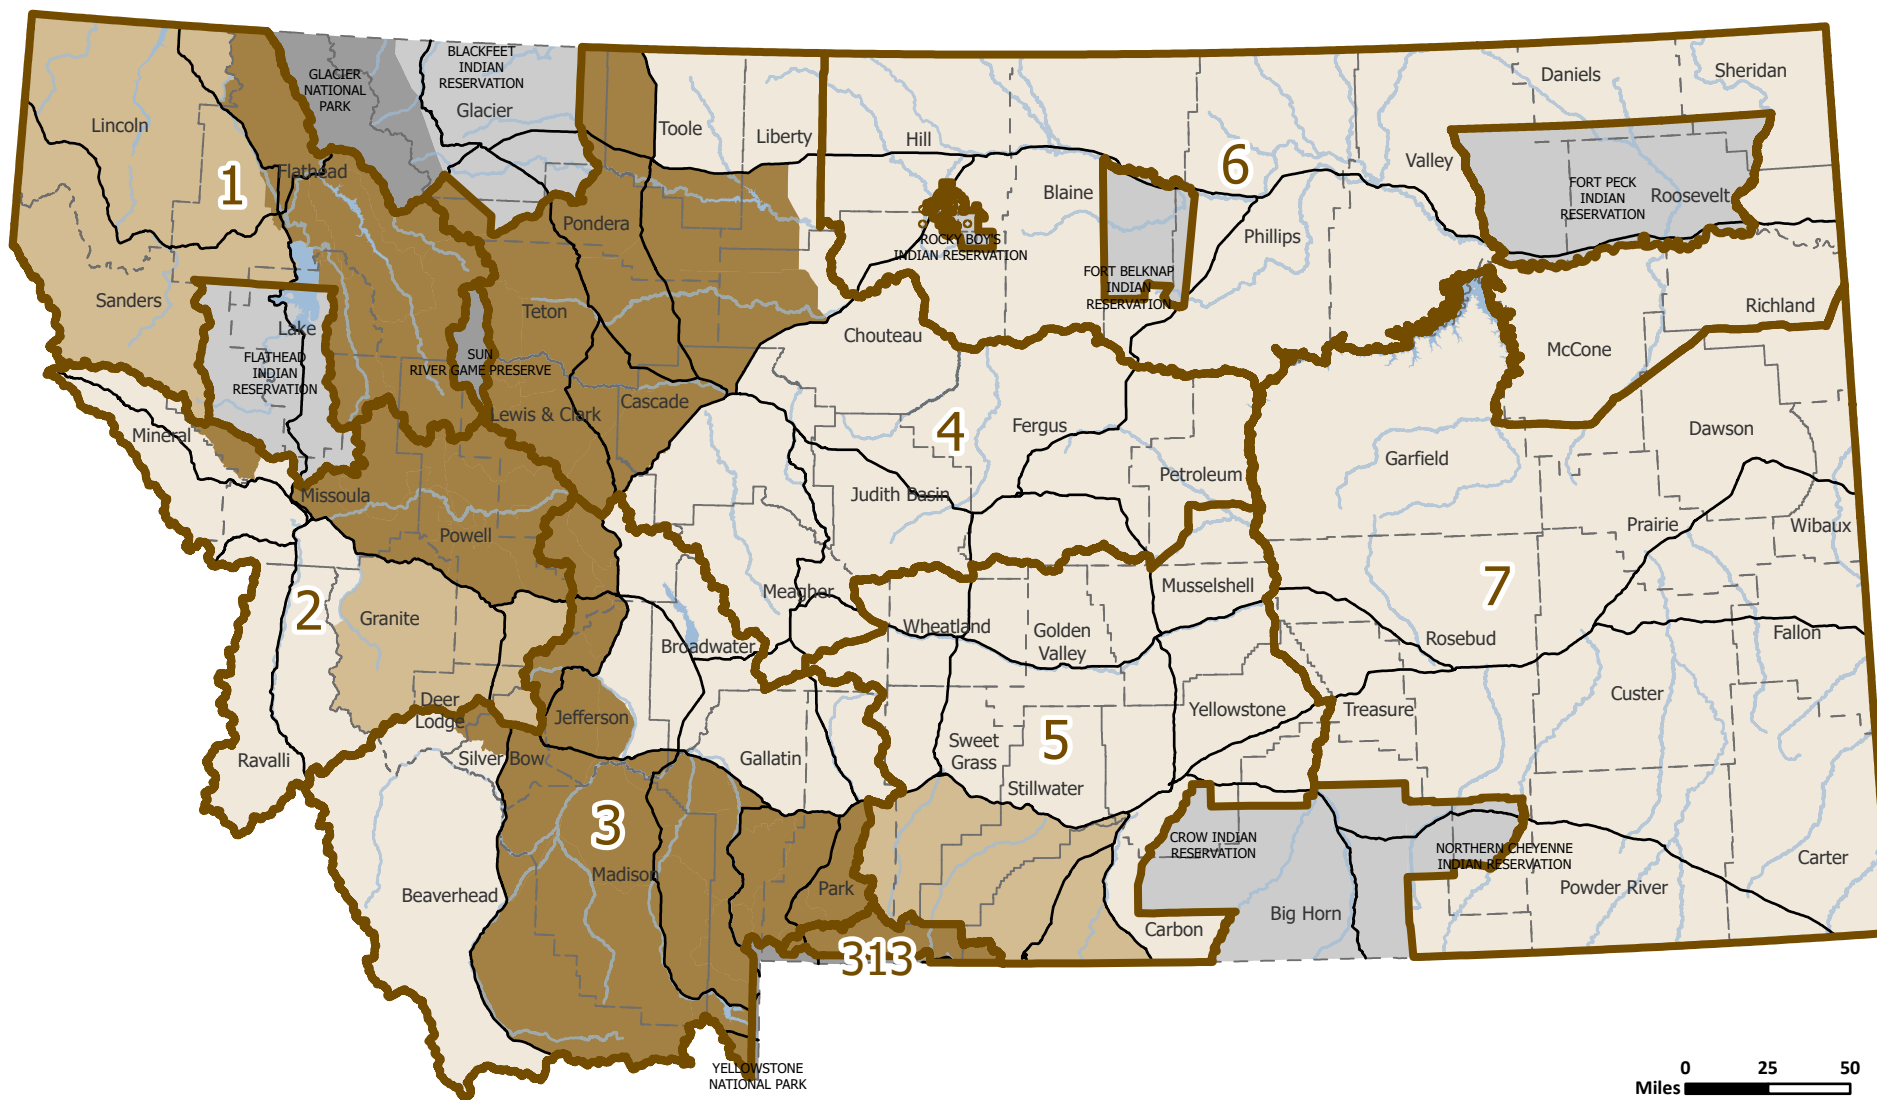 BLACKFEET
INDIAN
RESERVATION
GLACIER
NATIONAL
PARK
Glacier
Daniels
Sheridan
Lincoln
Toole
Liberty
Hill
6
Valley
1
Flathead
Blaine
FORT PECK
INDIAN
RESERVATION
Roosevelt
Pondera
Phillips
ROCKY BOY'S
INDIAN RESERVATION
FORT BELKNAP
INDIAN
RESERVATION
Sanders
Lake
Teton
Richland
Chouteau
McCone
FLATHEAD
INDIAN
RESERVATION
SUN
RIVER GAME PRESERVE
Lewis & Clark
Cascade
Mineral
4
Fergus
Dawson
Garfield
Petroleum
Missoula
Judith Basin
Powell
Prairie
Wibaux
2
Granite
Meagher
Musselshell
7
Broadwater
Wheatland
Golden
Valley
Rosebud
Fallon
Deer
Lodge
Jefferson
Custer
Yellowstone
Treasure
Ravalli
Silver Bow
Gallatin
Sweet
Grass
5
Stillwater
3
Madison
CROW INDIAN
RESERVATION
NORTHERN CHEYENNE
INDIAN RESERVATION
Carter
Beaverhead
Park
Powder River
Big Horn
Carbon
313
YELLOWSTONE
NATIONAL PARK
0 25 50
Miles